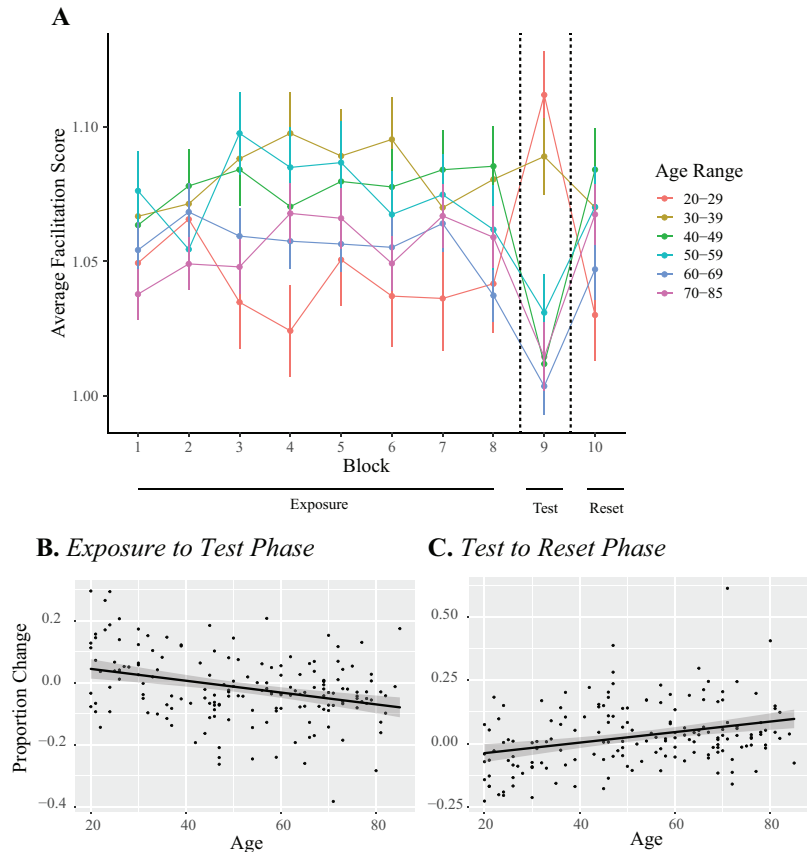 A
Average Facilitation Score
1.10
1.05
1.00
1 2 3 4 5 6 7 8 9 10
Block
Exposure Test Reset
Age Range
20−29
30−39
40−49
50−59
60−69
70−85
B. Exposure to Test Phase
Proportion Change
0.2
0.0
−0.2
−0.4
20 40 60 80
Age
C. Test to Reset Phase
0.50
0.25
0.00
−0.25
20 40 60 80
Age